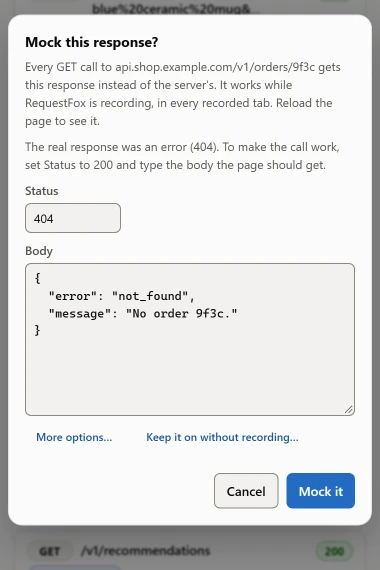 blue%20ceramic%20mug&…
Mock this response?
Every GET call to api.shop.example.com/v1/orders/9f3c gets
this response instead of the server's. It works while
RequestFox is recording, in every recorded tab. Reload the
page to see it.
The real response was an error (404). To make the call work,
set Status to 200 and type the body the page should get.
Status
404
Body
{
  "error": "not_found",
  "message": "No order 9f3c."
}
More options…
Keep it on without recording…
Cancel
Mock it
GET /v1/recommendations 200